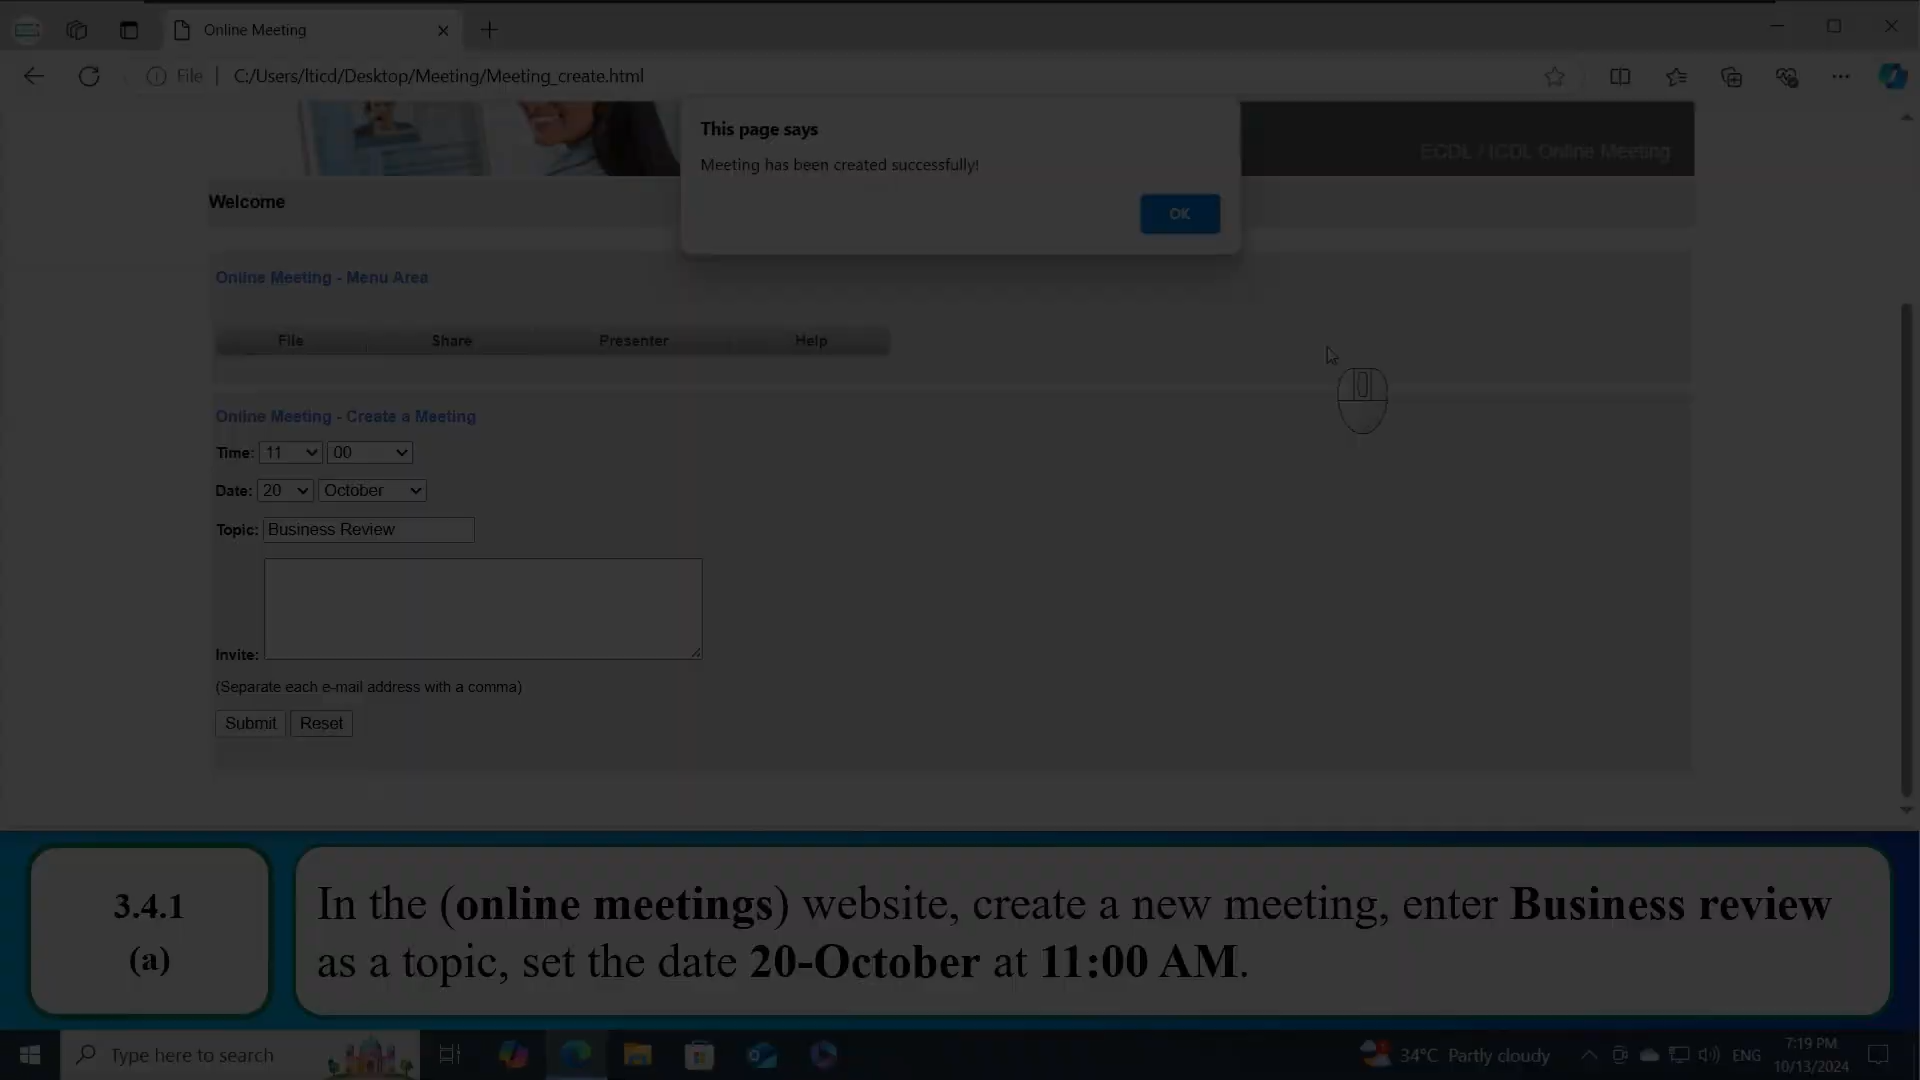 Online Meeting
File
C:/Users/lticd/Desktop/Meeting/Meeting_create.html
This page says
Meeting has been created successfully!
OK
ECDL / ICDL Online Meeting
Welcome
Online Meeting - Menu Area
File Share Presenter Help
Online Meeting - Create a Meeting
Time: 11 00
Date: 20 October
Topic: Business Review
Invite:
(Separate each e-mail address with a comma)
Submit Reset
3.4.1
(a)
In the (online meetings) website, create a new meeting, enter Business review
as a topic, set the date 20-October at 11:00 AM.
Type here to search
34°C Partly cloudy
ENG
7:19 PM
10/13/2024